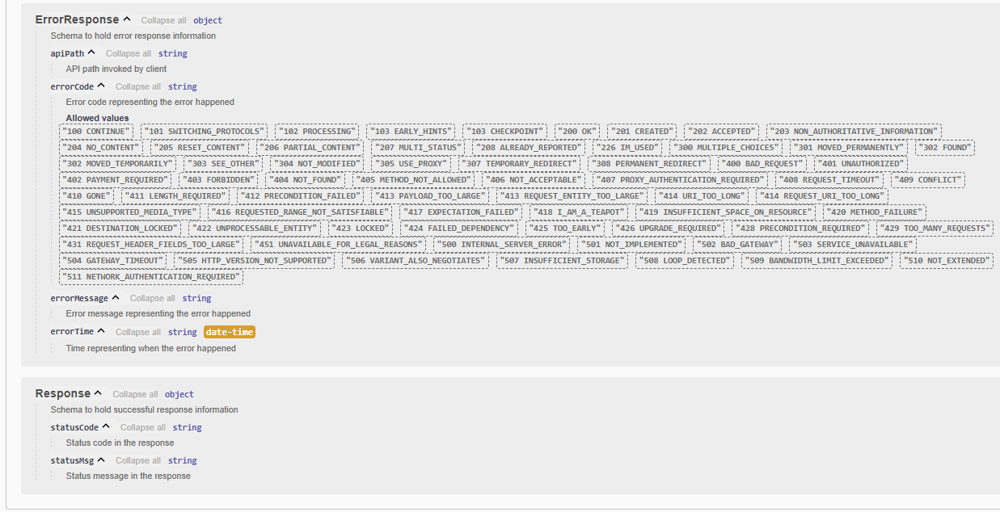 ErrorResponse Collapse all object
Schema to hold error response information
apiPath Collapse all string
API path invoked by client
errorCode Collapse all string
Error code representing the error happened
Allowed values
"100 CONTINUE" "101 SWITCHING_PROTOCOLS" "102 PROCESSING" "103 EARLY_HINTS" "103 CHECKPOINT" "200 OK" "201 CREATED" "202 ACCEPTED" "203 NON_AUTHORITATIVE_INFORMATION"
"204 NO_CONTENT" "205 RESET_CONTENT" "206 PARTIAL_CONTENT" "207 MULTI_STATUS" "208 ALREADY_REPORTED" "226 IM_USED" "300 MULTIPLE_CHOICES" "301 MOVED_PERMANENTLY" "302 FOUND"
"302 MOVED_TEMPORARILY" "303 SEE_OTHER" "304 NOT_MODIFIED" "305 USE_PROXY" "307 TEMPORARY_REDIRECT" "308 PERMANENT_REDIRECT" "400 BAD_REQUEST" "401 UNAUTHORIZED"
"402 PAYMENT_REQUIRED" "403 FORBIDDEN" "404 NOT_FOUND" "405 METHOD_NOT_ALLOWED" "406 NOT_ACCEPTABLE" "407 PROXY_AUTHENTICATION_REQUIRED" "408 REQUEST_TIMEOUT" "409 CONFLICT"
"410 GONE" "411 LENGTH_REQUIRED" "412 PRECONDITION_FAILED" "413 PAYLOAD_TOO_LARGE" "413 REQUEST_ENTITY_TOO_LARGE" "414 URI_TOO_LONG" "414 REQUEST_URI_TOO_LONG"
"415 UNSUPPORTED_MEDIA_TYPE" "416 REQUESTED_RANGE_NOT_SATISFIABLE" "417 EXPECTATION_FAILED" "418 I_AM_A_TEAPOT" "419 INSUFFICIENT_SPACE_ON_RESOURCE" "420 METHOD_FAILURE"
"421 DESTINATION_LOCKED" "422 UNPROCESSABLE_ENTITY" "423 LOCKED" "424 FAILED_DEPENDENCY" "425 TOO_EARLY" "426 UPGRADE_REQUIRED" "428 PRECONDITION_REQUIRED" "429 TOO_MANY_REQUESTS"
"431 REQUEST_HEADER_FIELDS_TOO_LARGE" "451 UNAVAILABLE_FOR_LEGAL_REASONS" "500 INTERNAL_SERVER_ERROR" "501 NOT_IMPLEMENTED" "502 BAD_GATEWAY" "503 SERVICE_UNAVAILABLE"
"504 GATEWAY_TIMEOUT" "505 HTTP_VERSION_NOT_SUPPORTED" "506 VARIANT_ALSO_NEGOTIATES" "507 INSUFFICIENT_STORAGE" "508 LOOP_DETECTED" "509 BANDWIDTH_LIMIT_EXCEEDED" "510 NOT_EXTENDED"
"511 NETWORK_AUTHENTICATION_REQUIRED"
errorMessage Collapse all string
Error message representing the error happened
errorTime Collapse all string date-time
Time representing when the error happened
Response Collapse all object
Schema to hold successful response information
statusCode Collapse all string
Status code in the response
statusMsg Collapse all string
Status message in the response